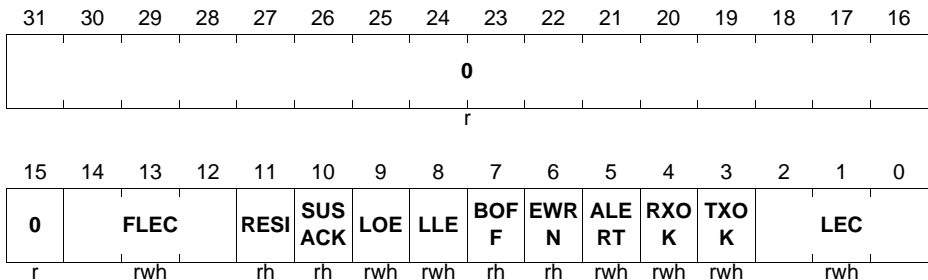 31 30 29 28 27 26 25 24 23 22 21 20 19 18 17 16
0
r
15 14 13 12 11 10 9 8 7 6 5 4 3 2 1 0
0 FLEC RESI SUS ACK LOE LLE BOF F EWR N ALE RT RXO K TXO K LEC
r rwh rh rh rwh rwh rh rh rwh rwh rwh rwh